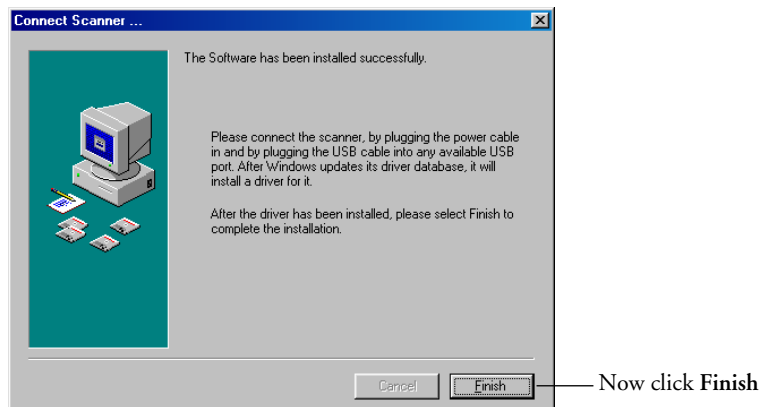 Connect Scanner ...
The Software has been installed successfully.
Please connect the scanner, by plugging the power cable
in and by plugging the USB cable into any available USB
port. After Windows updates its driver database, it will
install a driver for it.
After the driver has been installed, please select Finish to
complete the installation.
Cancel
Finish
Now click Finish